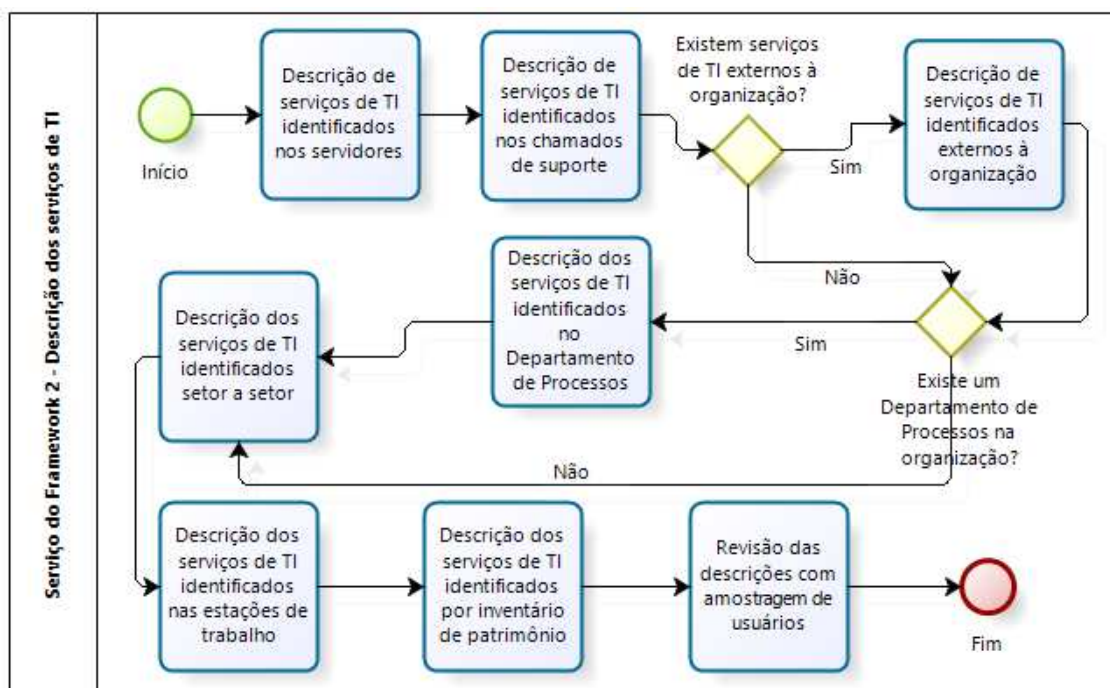 Serviço do Framework 2 - Descrição dos serviços de TI
Início
Descrição de
serviços de TI
identificados
nos servidores
Descrição de
serviços de TI
identificados
nos chamados
de suporte
Existem serviços
de TI externos à
organização?
Sim
Descrição de
serviços de TI
identificados
externos à
organização
Não
Existe um
Departamento de
Processos na
organização?
Sim
Descrição dos
serviços de TI
identificados
no
Departamento
de Processos
Descrição dos
serviços de TI
identificados
setor a setor
Não
Descrição dos
serviços de TI
identificados
nas estações de
trabalho
Descrição dos
serviços de TI
identificados
por inventário
de patrimônio
Revisão das
descrições com
amostragem de
usuários
Fim